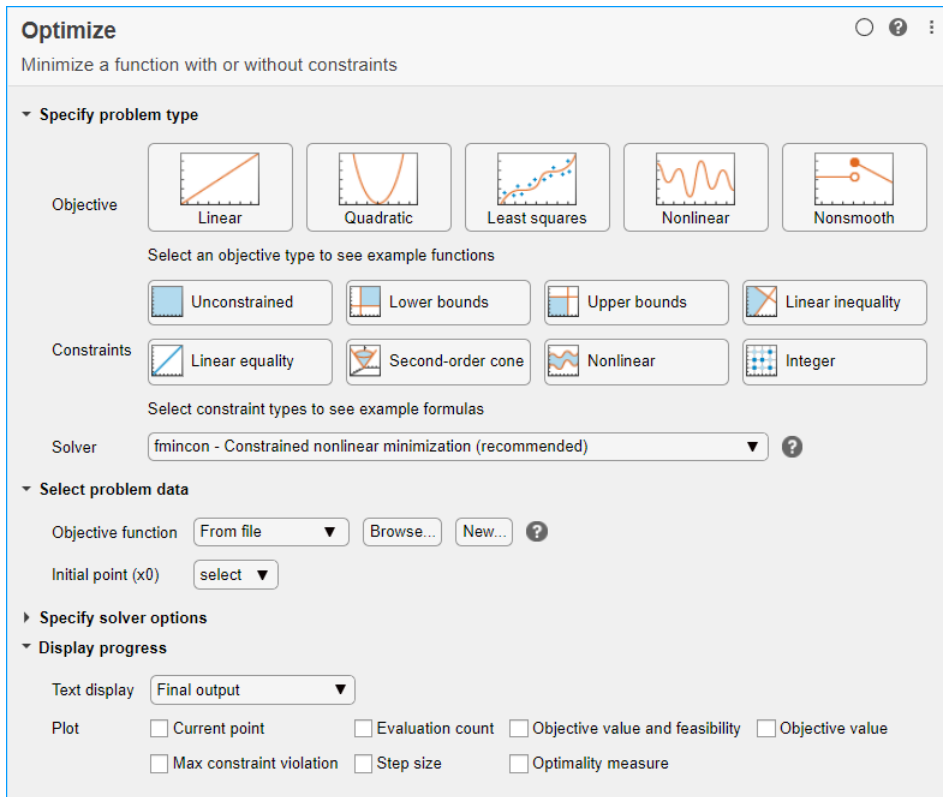 Optimize
Minimize a function with or without constraints
Specify problem type
Objective
Linear
Quadratic
Least squares
Nonlinear
Nonsmooth
Select an objective type to see example functions
Constraints
Unconstrained
Lower bounds
Upper bounds
Linear inequality
Linear equality
Second-order cone
Nonlinear
Integer
Select constraint types to see example formulas
Solver
fmincon - Constrained nonlinear minimization (recommended)
?
Select problem data
Objective function
From file
Browse...
New...
?
Initial point (x0)
select
Specify solver options
Display progress
Text display
Final output
Plot
Current point
Evaluation count
Objective value and feasibility
Objective value
Max constraint violation
Step size
Optimality measure